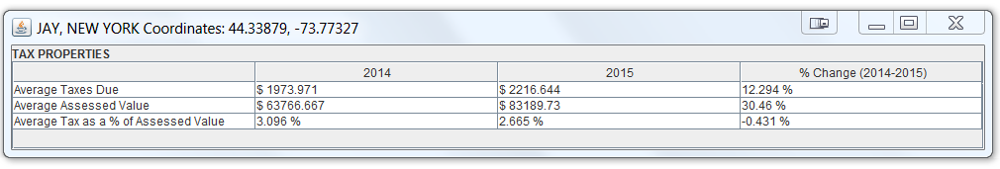 JAY, NEW YORK Coordinates: 44.33879, -73.77327
TAX PROPERTIES
2014 2015 % Change (2014-2015)
Average Taxes Due $ 1973.971 $ 2216.644 12.294 %
Average Assessed Value $ 63766.667 $ 83189.73 30.46 %
Average Tax as a % of Assessed Value 3.096 % 2.665 % -0.431 %